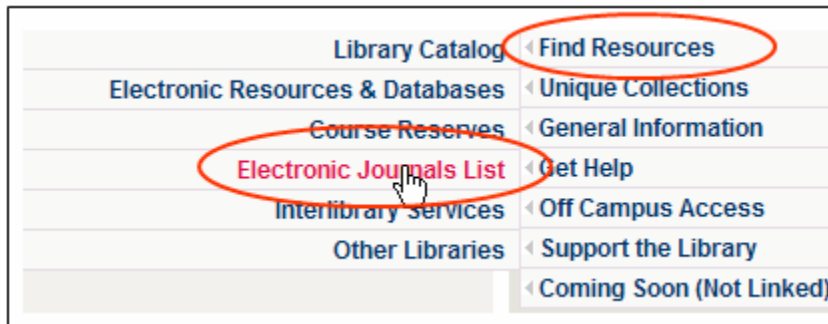 Library Catalog
Find Resources
Electronic Resources & Databases
Unique Collections
Course Reserves
General Information
Electronic Journals List
Get Help
Interlibrary Services
Off Campus Access
Other Libraries
Support the Library
Coming Soon (Not Linked)